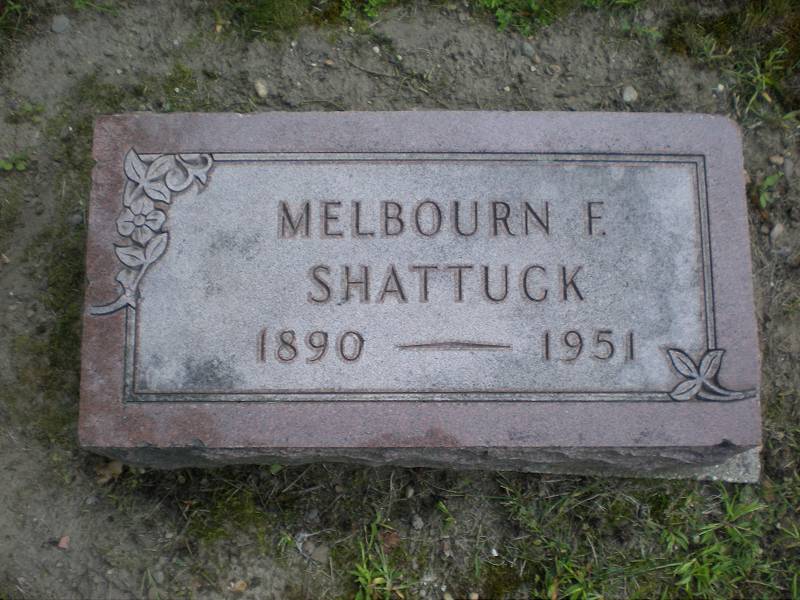 MELBOURN F.
SHATTUCK
1890 — 1951